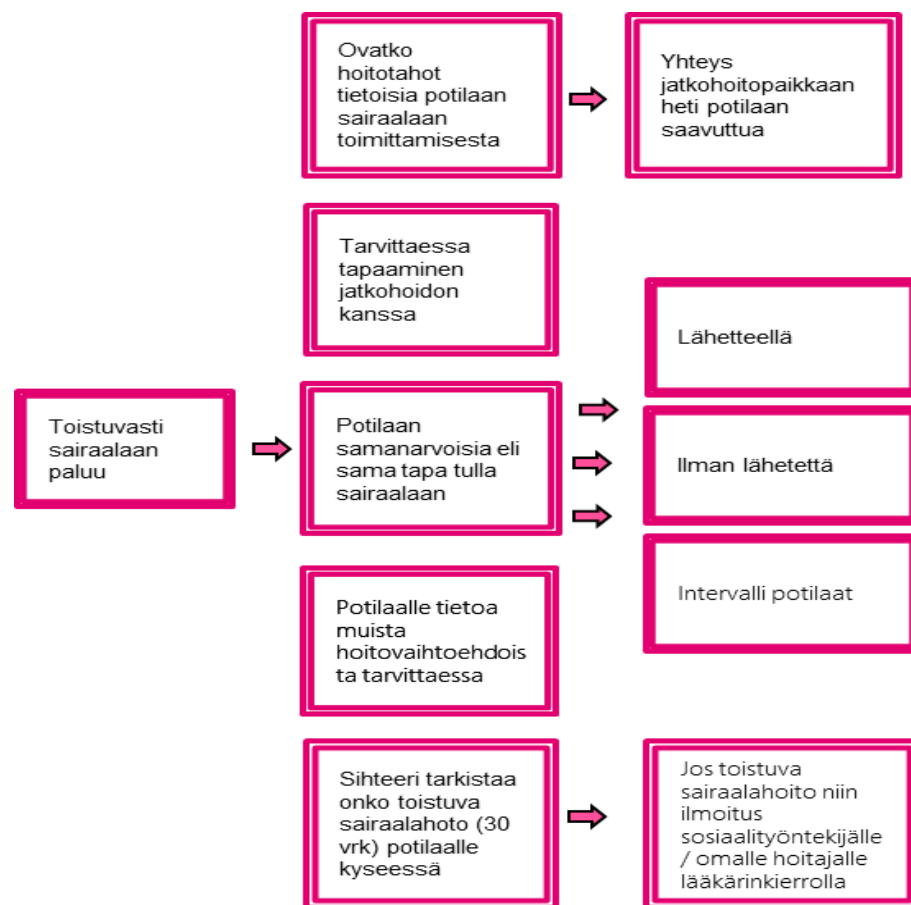 Ovatko
hoitotahot
tietoisia potilaan
sairaalaan
toimittamisesta
Yhteys
jatkohoitopaikkaan
heti potilaan
saavuttua
Tarvittaessa
tapaaminen
jatkohoidon
kanssa
Lähetteellä
Toistuvasti
sairaalaan
paluu
Potilaan
samanarvoisia eli
sama tapa tulla
sairaalaan
Ilman lähetettä
Intervalli potilaat
Potilaalle tietoa
muista
hoitovaihtoehdois
ta tarvittaessa
Sihteeri tarkistaa
onko toistuva
sairaalahoto (30
vrk) potilaalle
kyseessä
Jos toistuva
sairaalahoito niin
ilmoitus
sosiaalityöntekijälle
/ omalle hoitajalle
lääkärinkierrolla